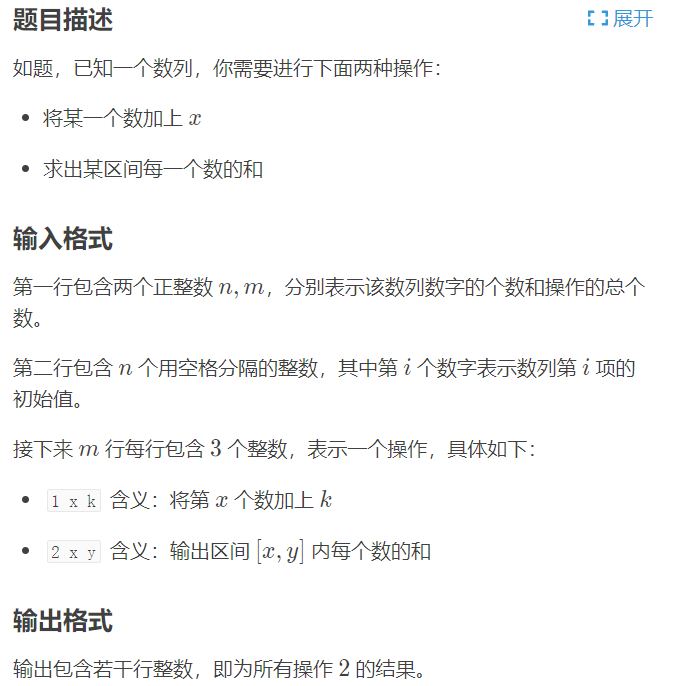 题目描述
展开
如题，已知一个数列，你需要进行下面两种操作：
将某一个数加上 x
求出某区间每一个数的和
输入格式
第一行包含两个正整数 n, m，分别表示该数列数字的个数和操作的总个
数。
第二行包含 n 个用空格分隔的整数，其中第 i 个数字表示数列第 i 项的
初始值。
接下来 m 行每行包含 3 个整数，表示一个操作，具体如下：
1 x k 含义：将第 x 个数加上 k
2 x y 含义：输出区间 [x, y] 内每个数的和
输出格式
输出包含若干行整数，即为所有操作 2 的结果。